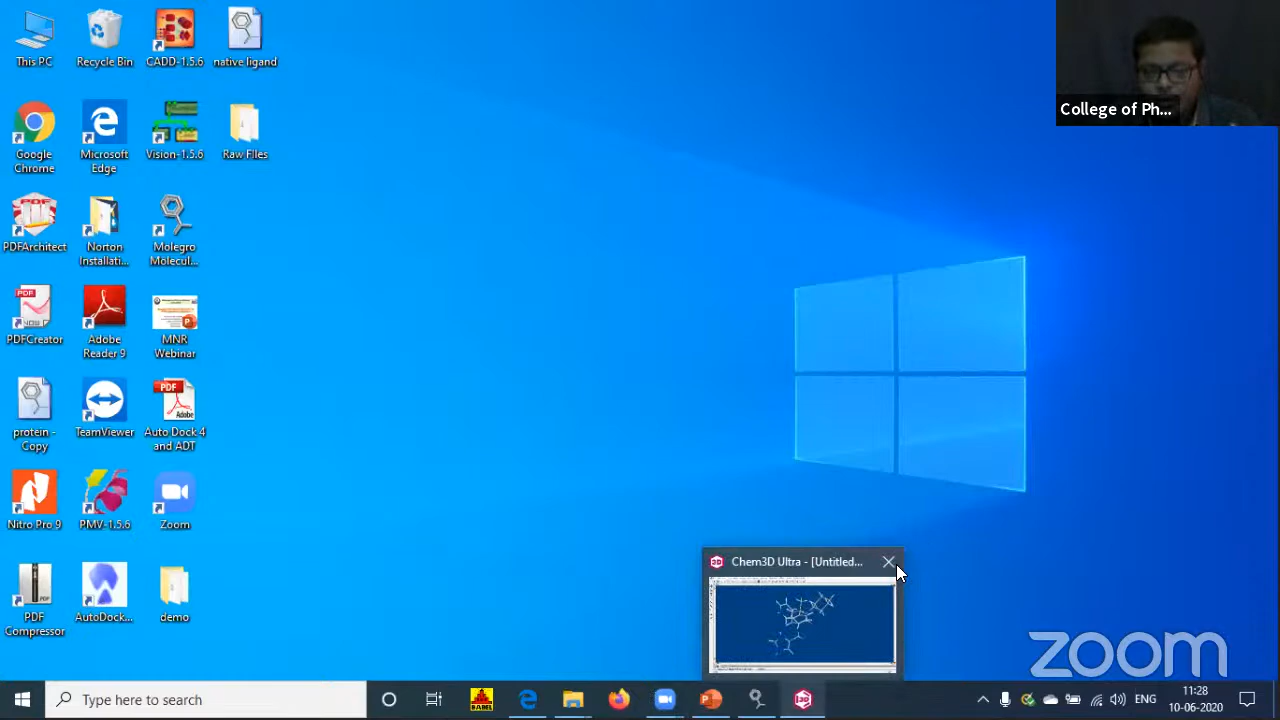 This PC
Recycle Bin
CADD-1.5.6
native ligand
College of Ph...
Google
Chrome
Microsoft
Edge
Vision-1.5.6
Raw FIles
PDFArchitect
Norton
Installati...
Molegro
Molecul...
PDFCreator
Adobe
Reader 9
MNR
Webinar
protein -
Copy
TeamViewer
Auto Dock 4
and ADT
Nitro Pro 9
PMV-1.5.6
Zoom
PDF
Compressor
AutoDock...
demo
Chem3D Ultra - [Untitled...
zoom
Type here to search
BABEL
ENG
11:28
10-06-2020